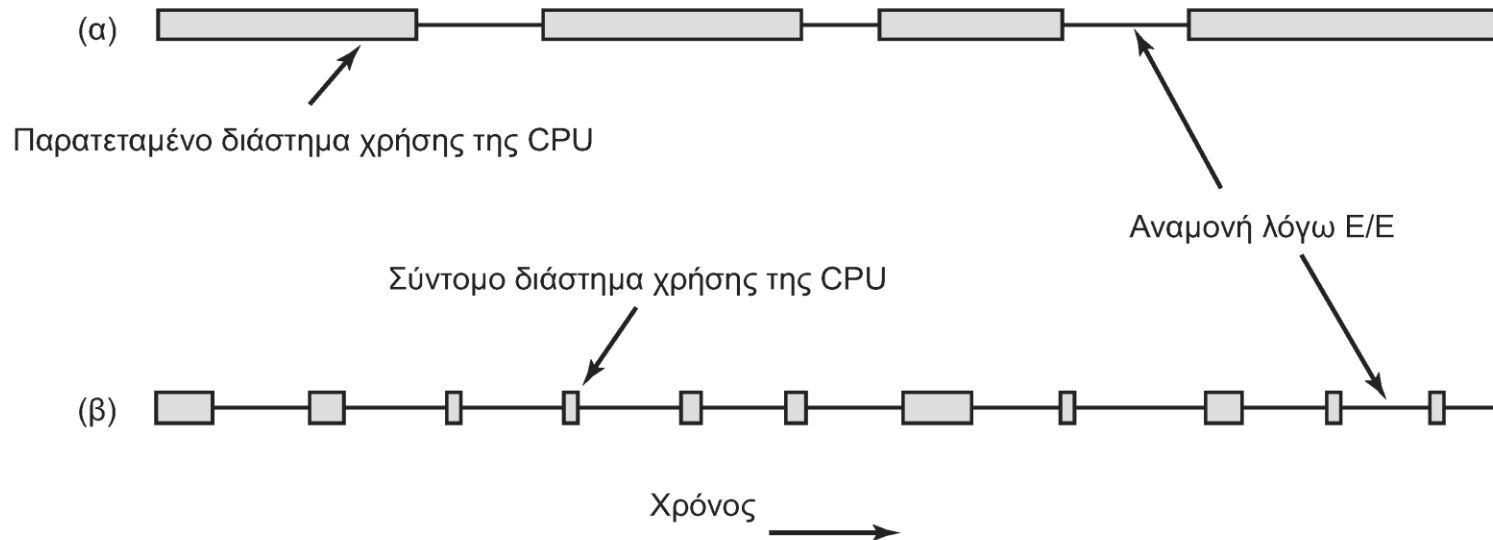 (α)
Παρατεταμένο διάστημα χρήσης της CPU
Αναμονή λόγω Ε/Ε
Σύντομο διάστημα χρήσης της CPU
(β)
Χρόνος